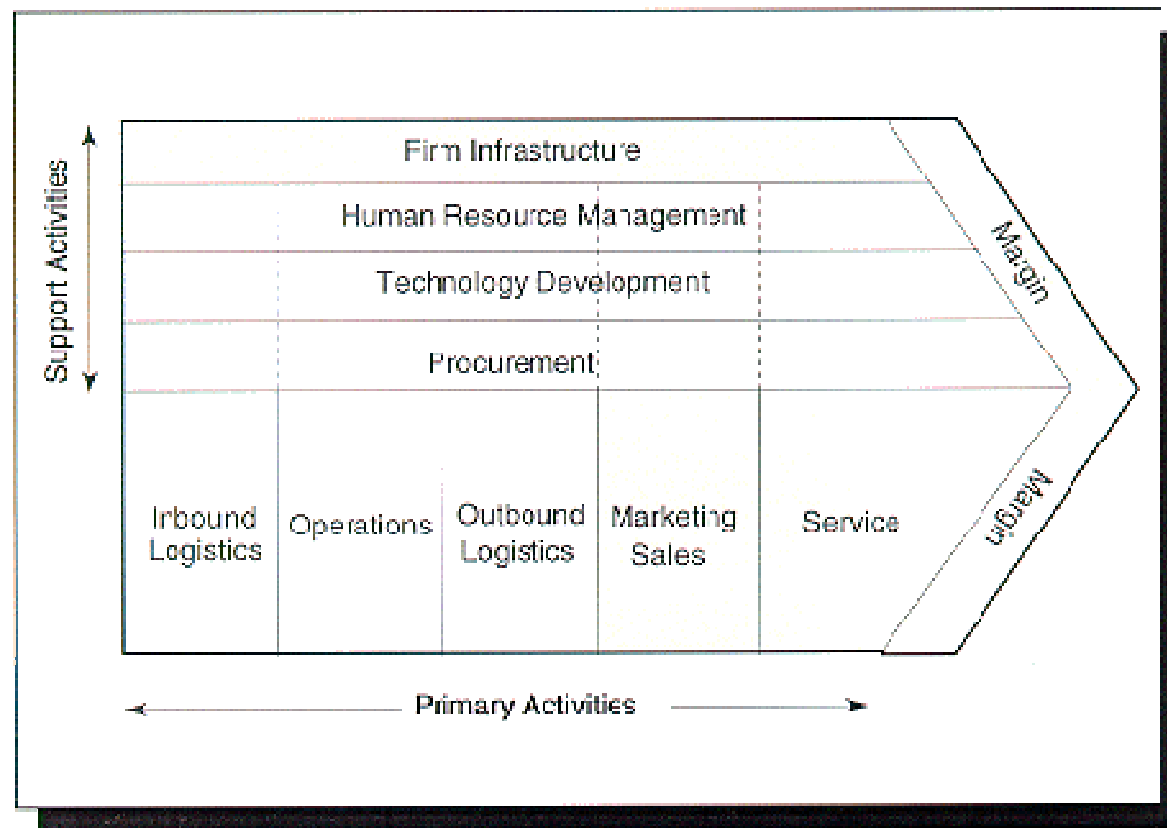 Support Activities
Firm Infrastructure
Human Resource Management
Technology Development
Procurement
Margin
Inbound
Logistics
Operations
Outbound
Logistics
Marketing
Sales
Service
Margin
Primary Activities